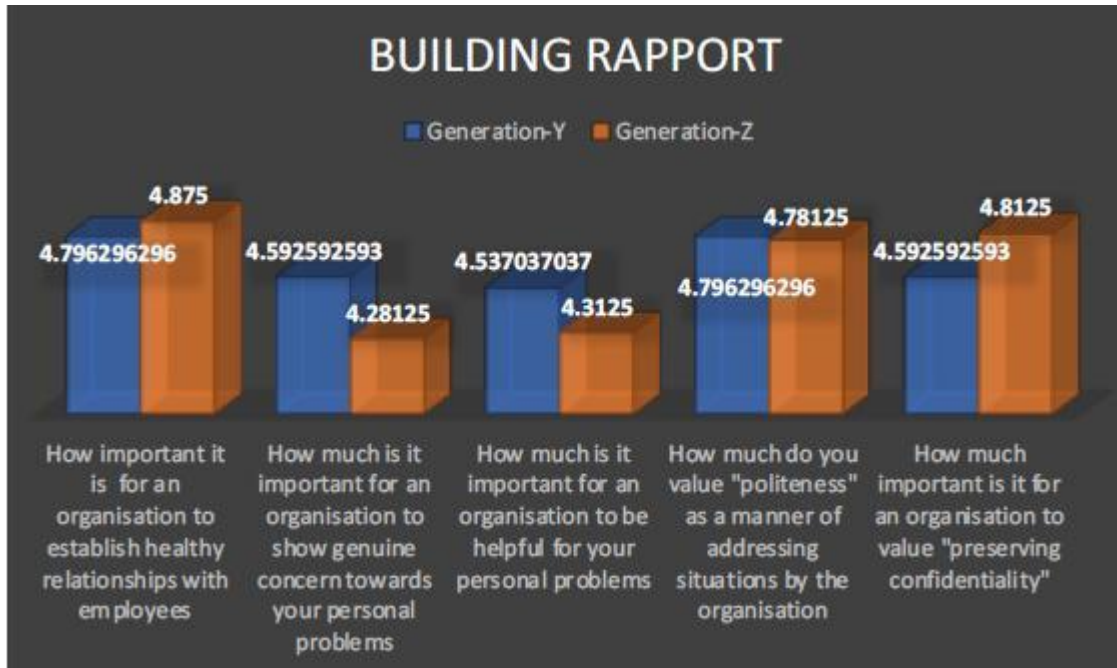 BUILDING RAPPORT
Generation-Y Generation-Z
4.796296296 4.875
4.592592593 4.28125
4.537037037 4.3125
4.796296296 4.78125
4.592592593 4.8125
How important it
is for an
organisation to
establish healthy
relationships with
employees
How much is it
important for an
organisation to
show genuine
concern towards
your personal
problems
How much is it
important for an
organisation to be
helpful for your
personal problems
How much do you
value "politeness"
as a manner of
addressing
situations by the
organisation
How much
important is it for
an organisation to
value "preserving
confidentiality"